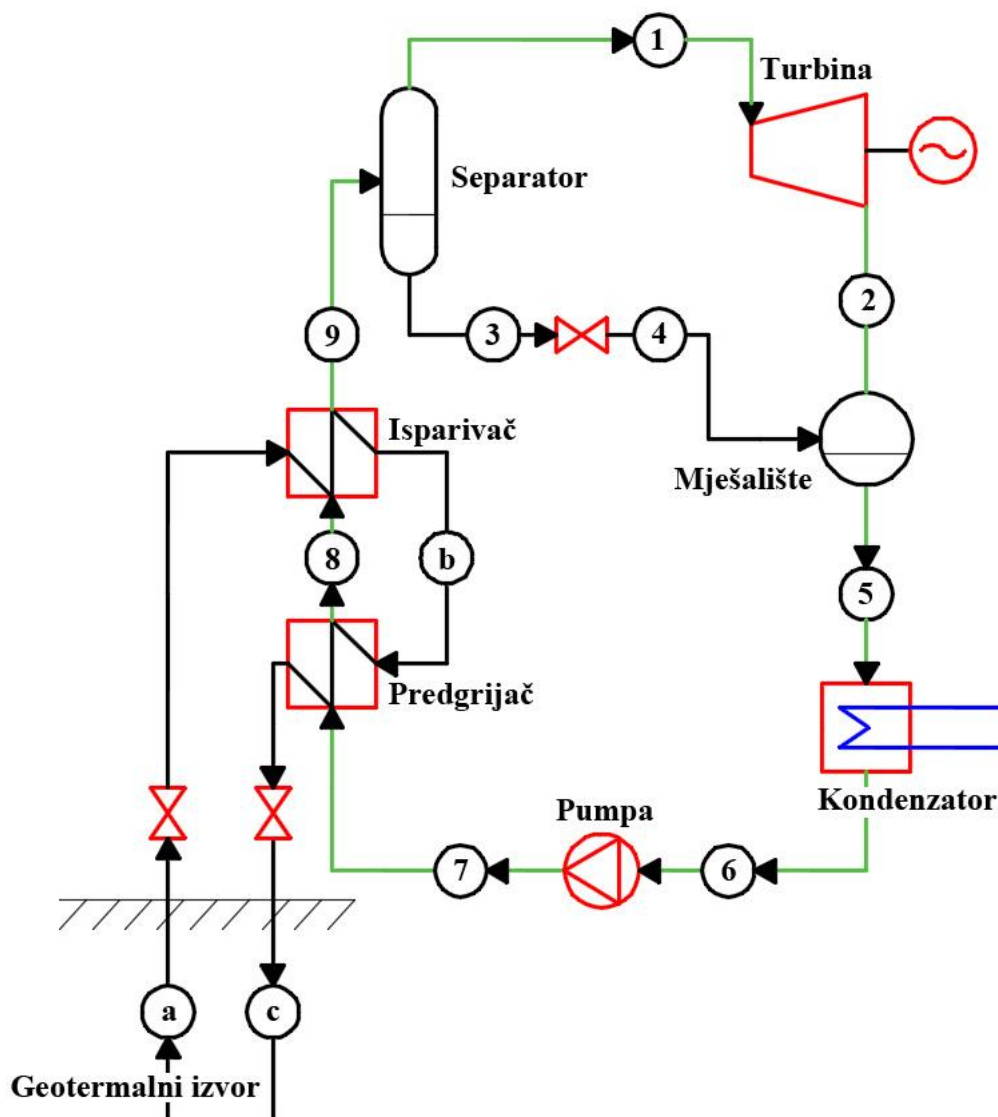 1
Turbina
Separator
2
9
3
4
Isparivač
Mješalište
8
b
5
Predgrijač
Kondenzator
Pumpa
7
6
a
c
Geotermalni izvor